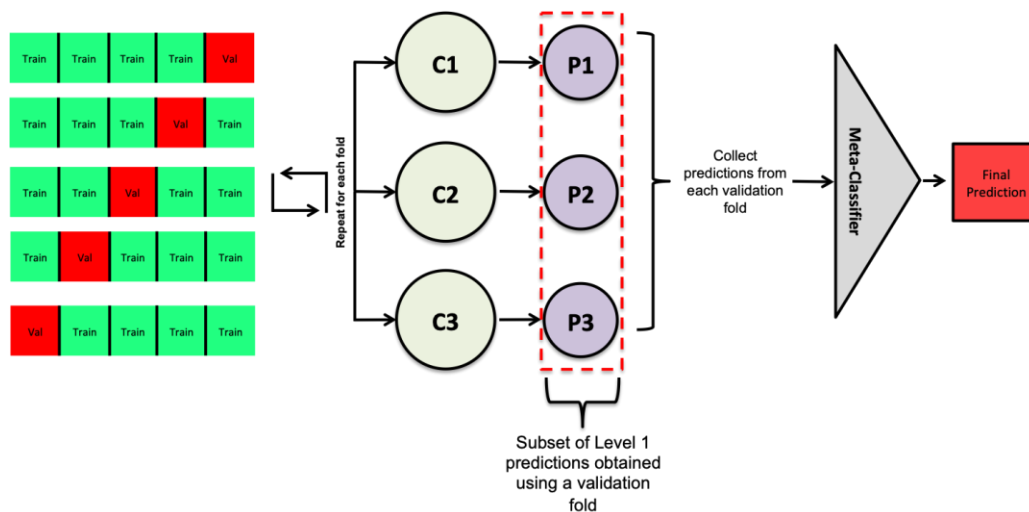 Train Train Train Train Val
Train Train Train Val Train
Train Train Val Train Train
Train Val Train Train Train
Val Train Train Train Train
Repeat for each fold
C1
P1
C2
P2
C3
P3
Subset of Level 1
predictions obtained
using a validation
fold
Collect
predictions from
each validation
fold
Meta-Classifier
Final
Prediction